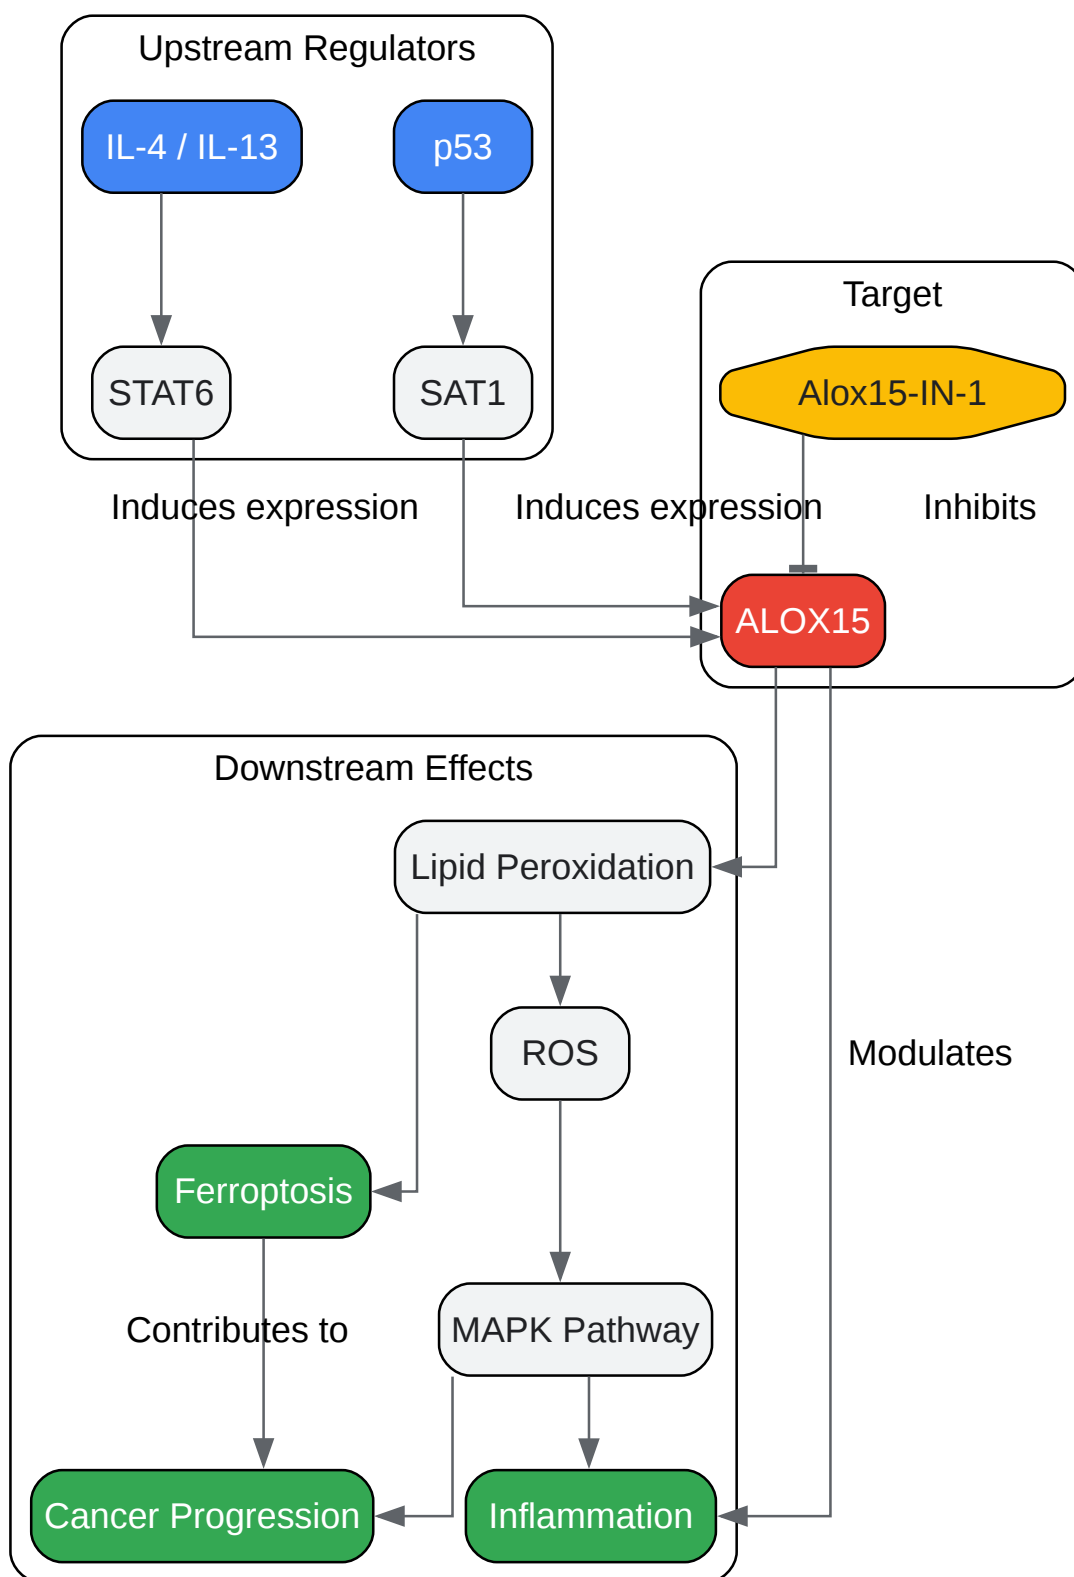 Upstream Regulators
IL-4 / IL-13
p53
Target
STAT6
SAT1
Alox15-IN-1
Induces expression
Induces expression
Inhibits
ALOX15
Downstream Effects
Lipid Peroxidation
ROS
Modulates
Ferroptosis
Contributes to
MAPK Pathway
Cancer Progression
Inflammation